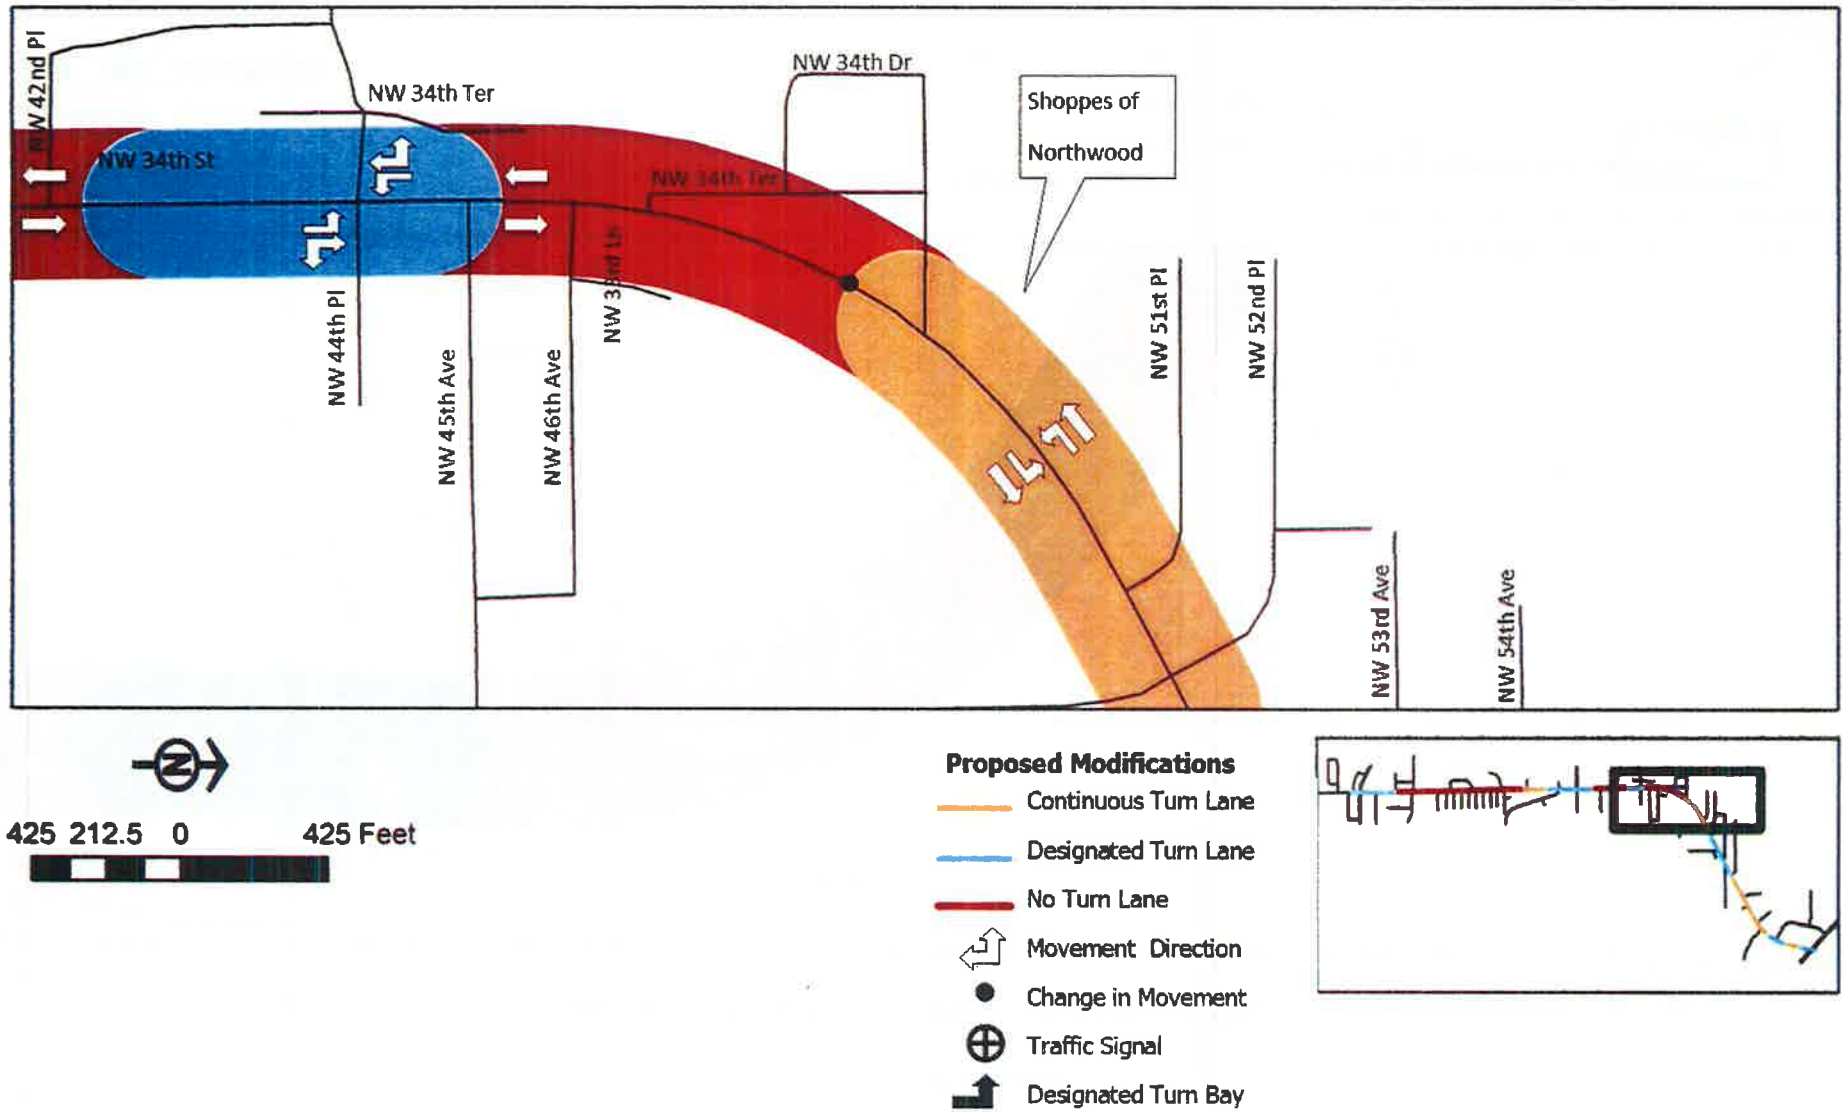 NW 42nd Pl
NW 34th Ter
NW 34th Dr
Shoppes of
Northwood
NW 34th St
NW 34th Ter
NW 44th Pl
NW 45th Ave
NW 46th Ave
NW 33rd Ln
NW 51st Pl
NW 52nd Pl
NW 53rd Ave
NW 54th Ave
N
425 212.5 0 425 Feet
Proposed Modifications
Continuous Turn Lane
Designated Turn Lane
No Turn Lane
Movement Direction
Change in Movement
Traffic Signal
Designated Turn Bay